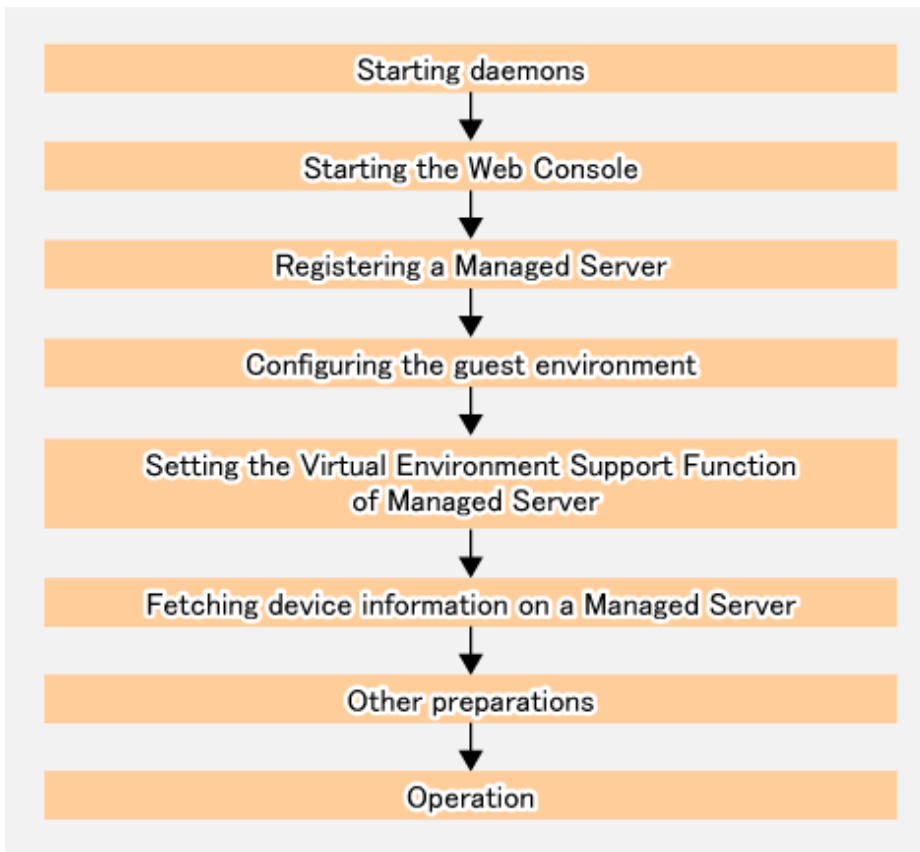 Starting daemons
Starting the Web Console
Registering a Managed Server
Configuring the guest environment
Setting the Virtual Environment Support Function
of Managed Server
Fetching device information on a Managed Server
Other preparations
Operation